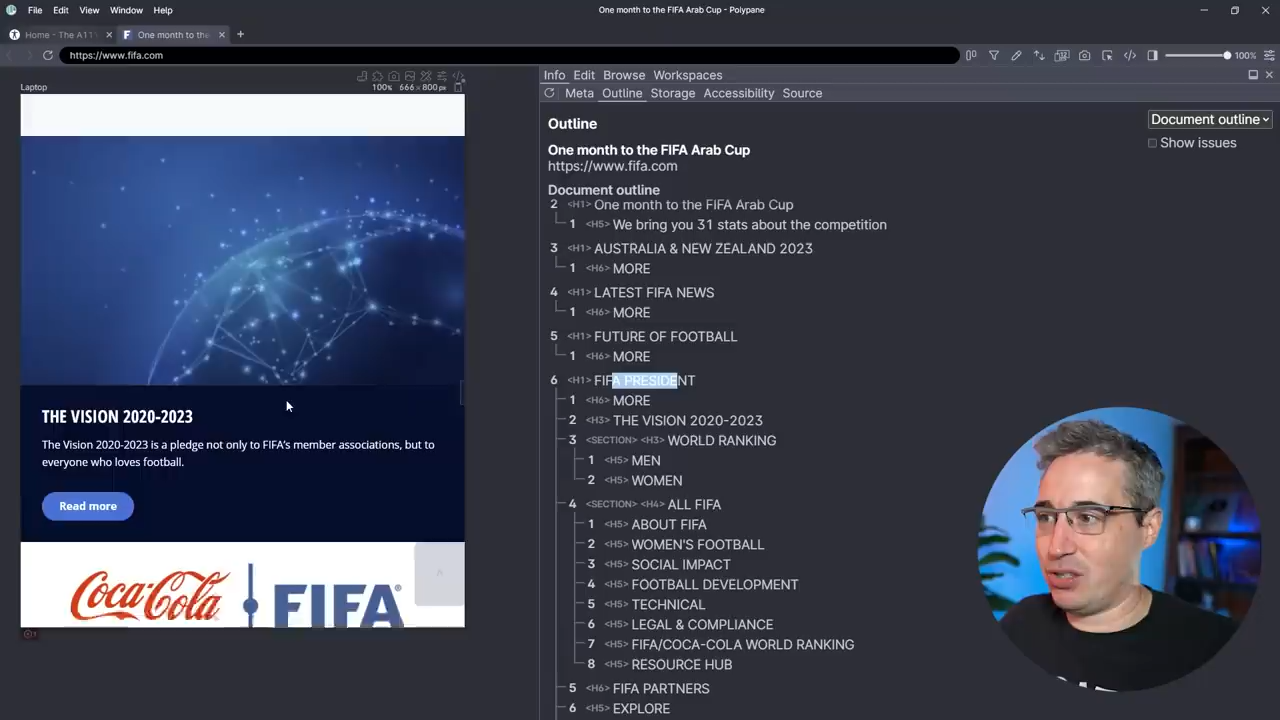 File Edit View Window Help
One month to the FIFA Arab Cup - Polypane
Home - The A11Y
One month to the
https://www.fifa.com
100%
Laptop
100% 666 × 800 px
THE VISION 2020-2023
The Vision 2020-2023 is a pledge not only to FIFA's member associations, but to
everyone who loves football.
Read more
Coca-Cola
FIFA®
Info Edit Browse Workspaces
Meta Outline Storage Accessibility Source
Outline
Document outline
Show issues
One month to the FIFA Arab Cup
https://www.fifa.com
Document outline
2 <H1> One month to the FIFA Arab Cup
1 <H5> We bring you 31 stats about the competition
3 <H1> AUSTRALIA & NEW ZEALAND 2023
1 <H6> MORE
4 <H1> LATEST FIFA NEWS
1 <H6> MORE
5 <H1> FUTURE OF FOOTBALL
1 <H6> MORE
6 <H1> FIFA PRESIDENT
1 <H6> MORE
2 <H3> THE VISION 2020-2023
3 <SECTION> <H3> WORLD RANKING
1 <H5> MEN
2 <H5> WOMEN
4 <SECTION> <H4> ALL FIFA
1 <H5> ABOUT FIFA
2 <H5> WOMEN'S FOOTBALL
3 <H5> SOCIAL IMPACT
4 <H5> FOOTBALL DEVELOPMENT
5 <H5> TECHNICAL
6 <H5> LEGAL & COMPLIANCE
7 <H5> FIFA/COCA-COLA WORLD RANKING
8 <H5> RESOURCE HUB
5 <H6> FIFA PARTNERS
6 <H5> EXPLORE